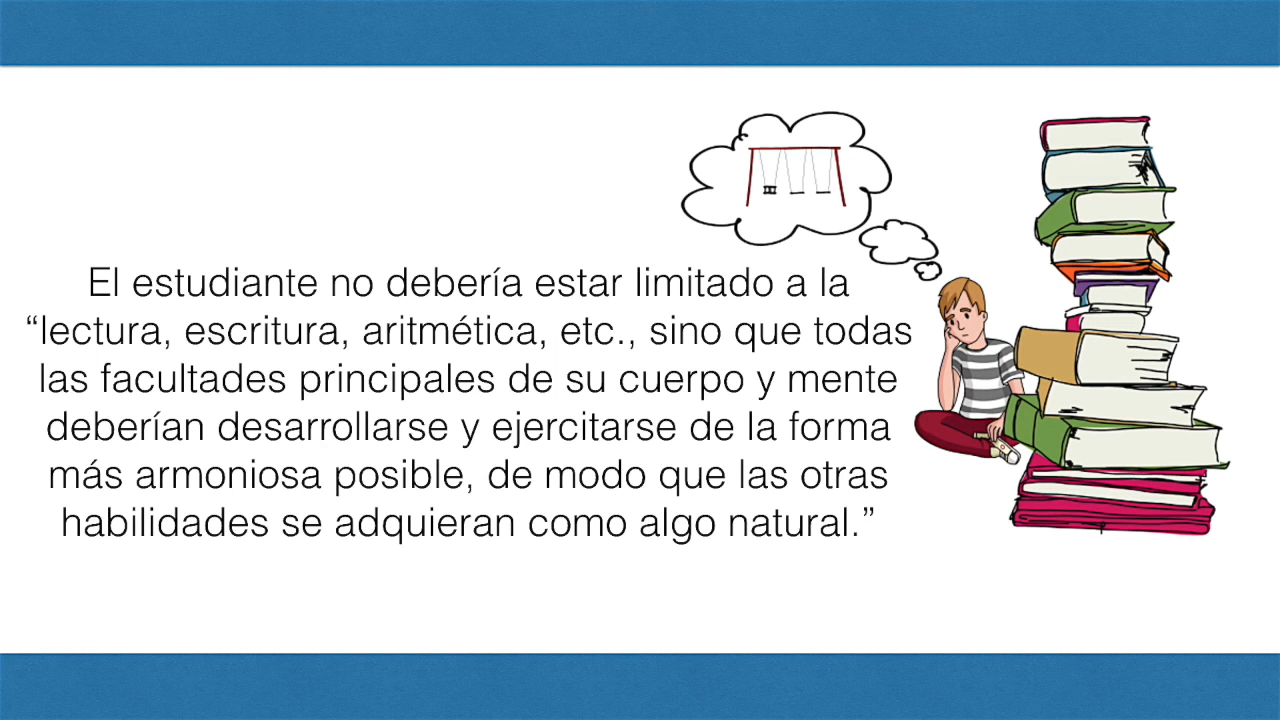 El estudiante no debería estar limitado a la
“lectura, escritura, aritmética, etc., sino que todas
las facultades principales de su cuerpo y mente
deberían desarrollarse y ejercitarse de la forma
más armoniosa posible, de modo que las otras
habilidades se adquieran como algo natural.”